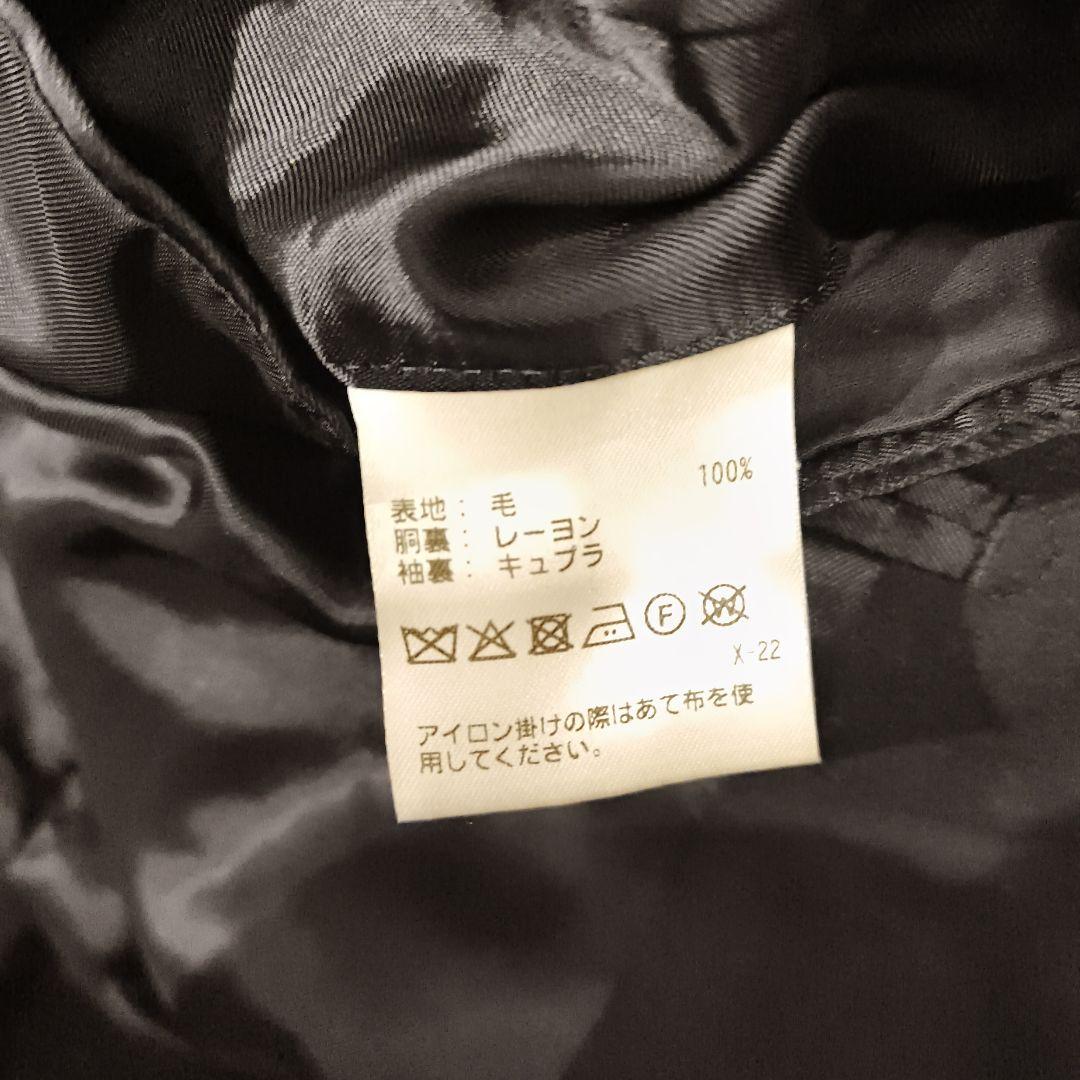 表地： 毛 100%
胴裏： レーヨン
袖裏： キュプラ
F W
X-22
アイロン掛けの際はあて布を使
用してください。